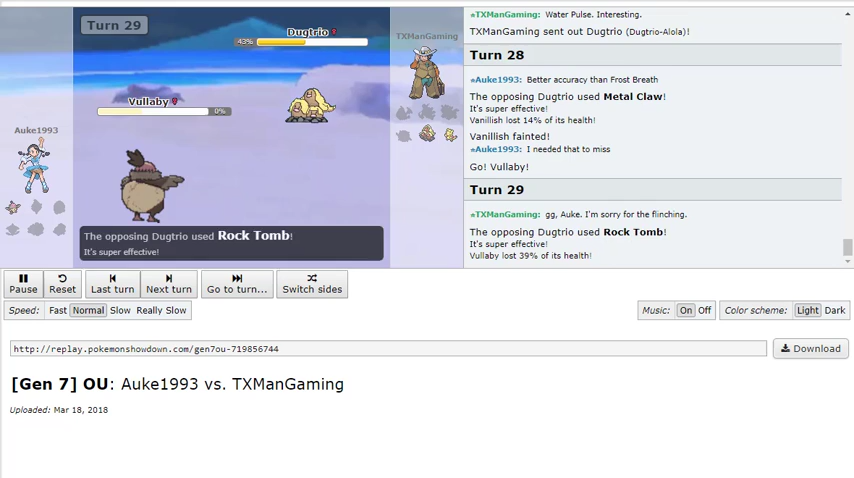 Turn 29
Dugtrio
43%
TXManGaming
Vullaby
0%
Auke1993
The opposing Dugtrio used Rock Tomb!
It's super effective!
☆TXManGaming: Water Pulse. Interesting.
TXManGaming sent out Dugtrio (Dugtrio-Alola)!
Turn 28
☆Auke1993: Better accuracy than Frost Breath
The opposing Dugtrio used Metal Claw!
It's super effective!
Vanillish lost 14% of its health!
Vanillish fainted!
☆Auke1993: I needed that to miss
Go! Vullaby!
Turn 29
☆TXManGaming: gg, Auke. I'm sorry for the flinching.
The opposing Dugtrio used Rock Tomb!
It's super effective!
Vullaby lost 39% of its health!
Pause Reset Last turn Next turn Go to turn... Switch sides
Speed: Fast Normal Slow Really Slow Music: On Off Color scheme: Light Dark
http://replay.pokemonshowdown.com/gen7ou-719856744 Download
[Gen 7] OU: Auke1993 vs. TXManGaming
Uploaded: Mar 18, 2018